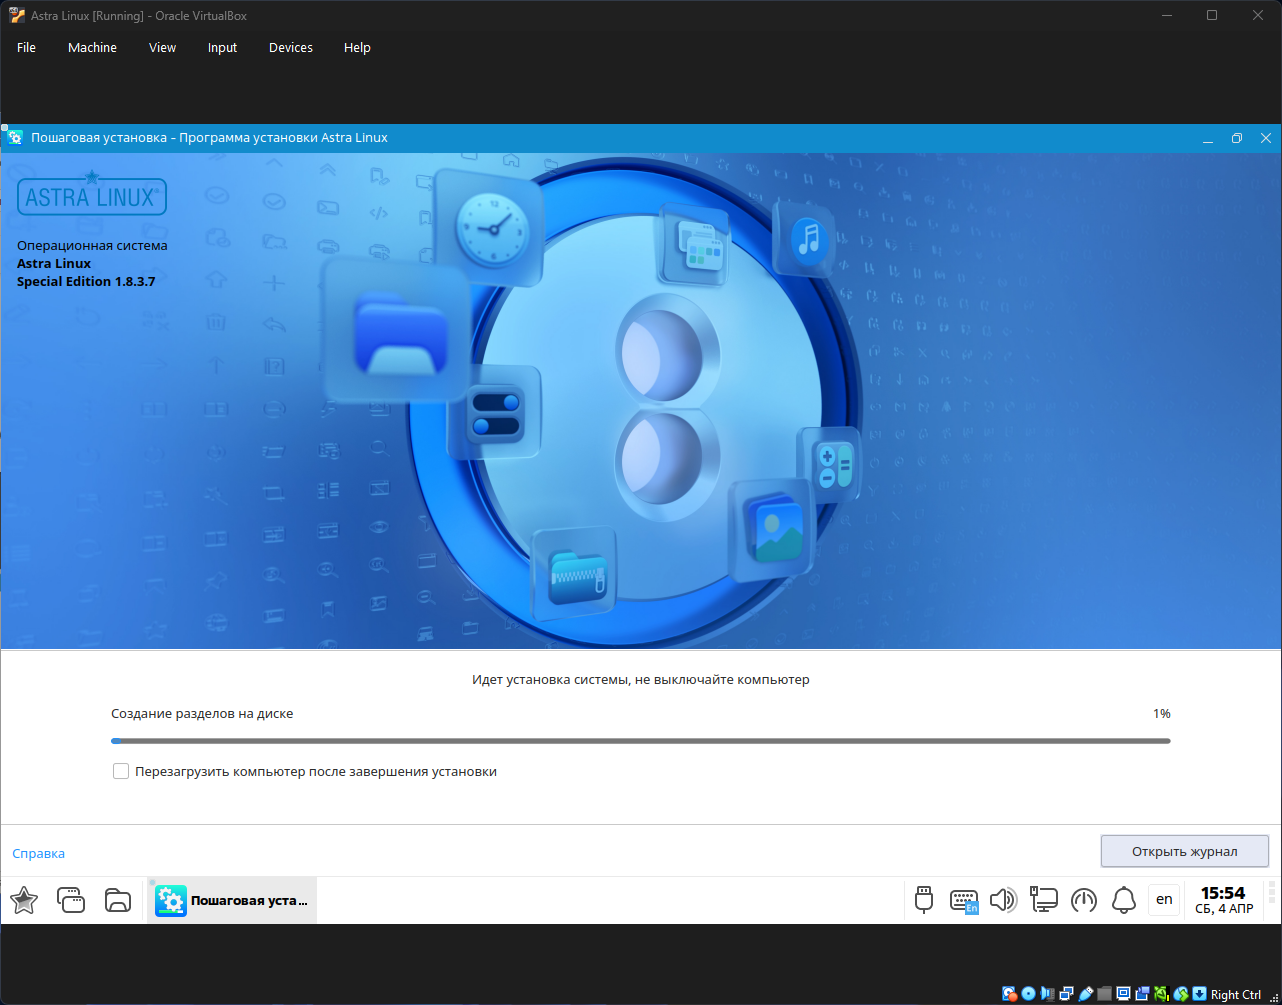 Astra Linux [Running] - Oracle VirtualBox
File Machine View Input Devices Help
Пошаговая установка - Программа установки Astra Linux
ASTRA LINUX®
Операционная система
Astra Linux
Special Edition 1.8.3.7
Идет установка системы, не выключайте компьютер
Создание разделов на диске 1%
Перезагрузить компьютер после завершения установки
Справка Открыть журнал
Пошаговая уста... En en 15:54
СБ, 4 АПР
Right Ctrl